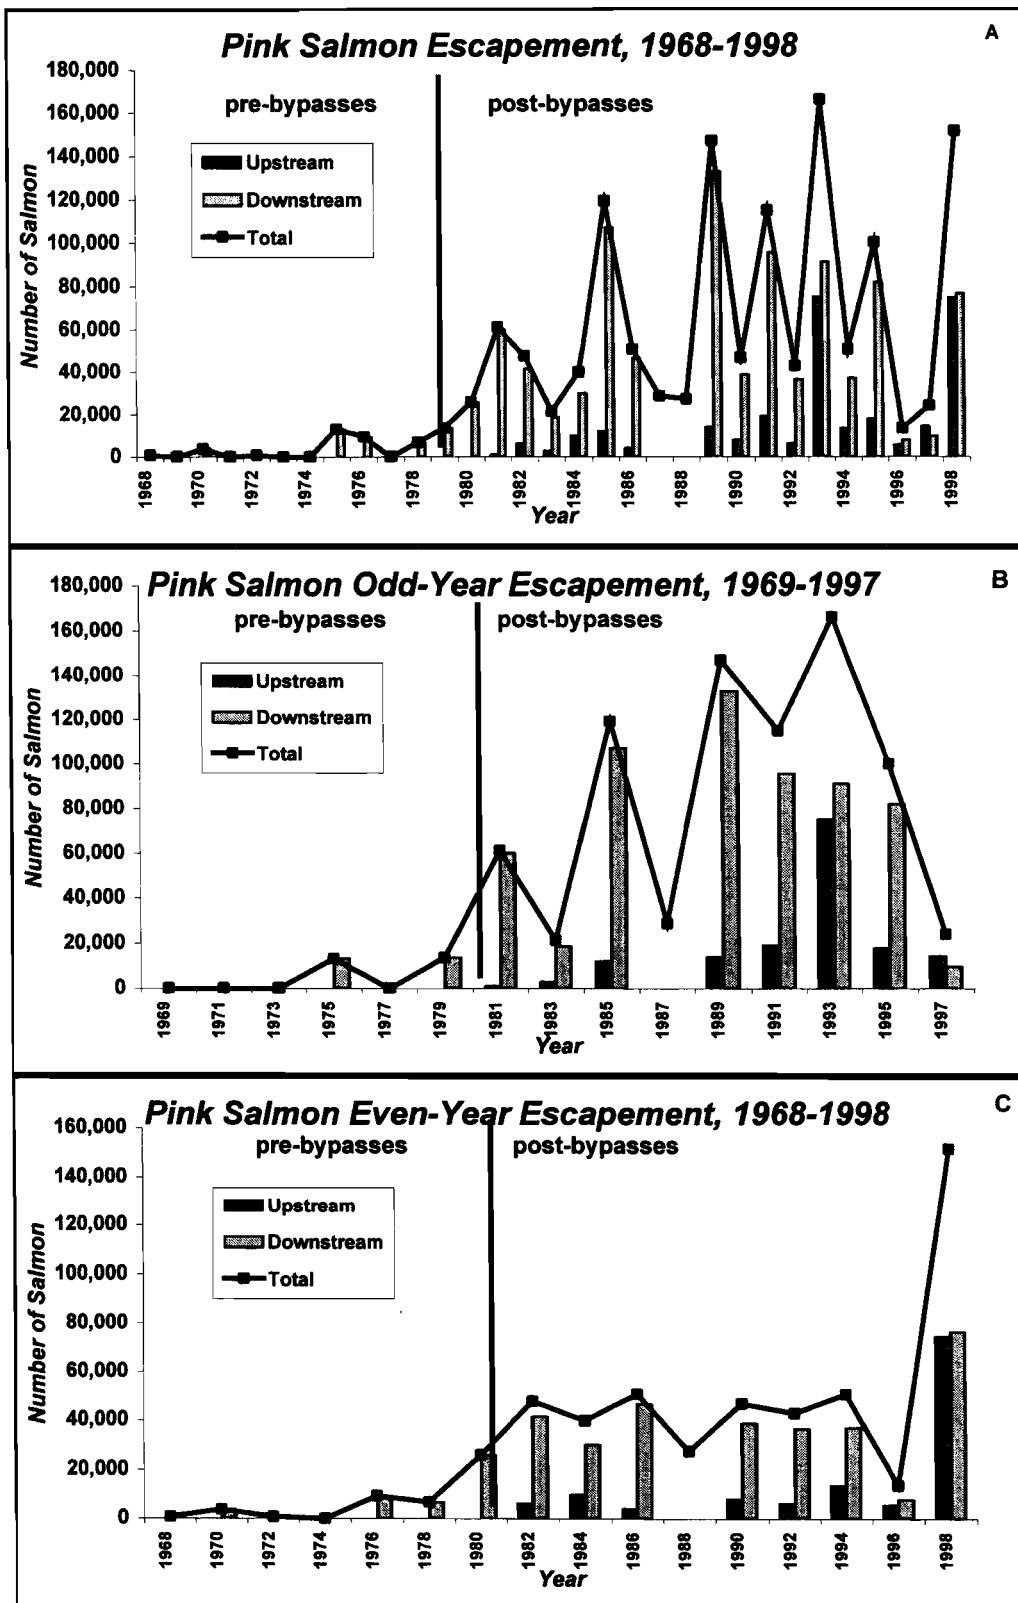 Pink Salmon Escapement, 1968-1998
A
180,000
160,000
140,000
120,000
100,000
80,000
60,000
40,000
20,000
0
Number of Salmon
pre-bypasses
post-bypasses
Upstream
Downstream
Total
1968
1970
1972
1974
1976
1978
1980
1982
1984
1986
1988
1990
1992
1994
1996
1998
Year
Pink Salmon Odd-Year Escapement, 1969-1997
B
180,000
160,000
140,000
120,000
100,000
80,000
60,000
40,000
20,000
0
Number of Salmon
pre-bypasses
post-bypasses
Upstream
Downstream
Total
1969
1971
1973
1975
1977
1979
1981
1983
1985
1987
1989
1991
1993
1995
1997
Year
Pink Salmon Even-Year Escapement, 1968-1998
C
160,000
140,000
120,000
100,000
80,000
60,000
40,000
20,000
0
Number of Salmon
pre-bypasses
post-bypasses
Upstream
Downstream
Total
1968
1970
1972
1974
1976
1978
1980
1982
1984
1986
1988
1990
1992
1994
1996
1998
Year